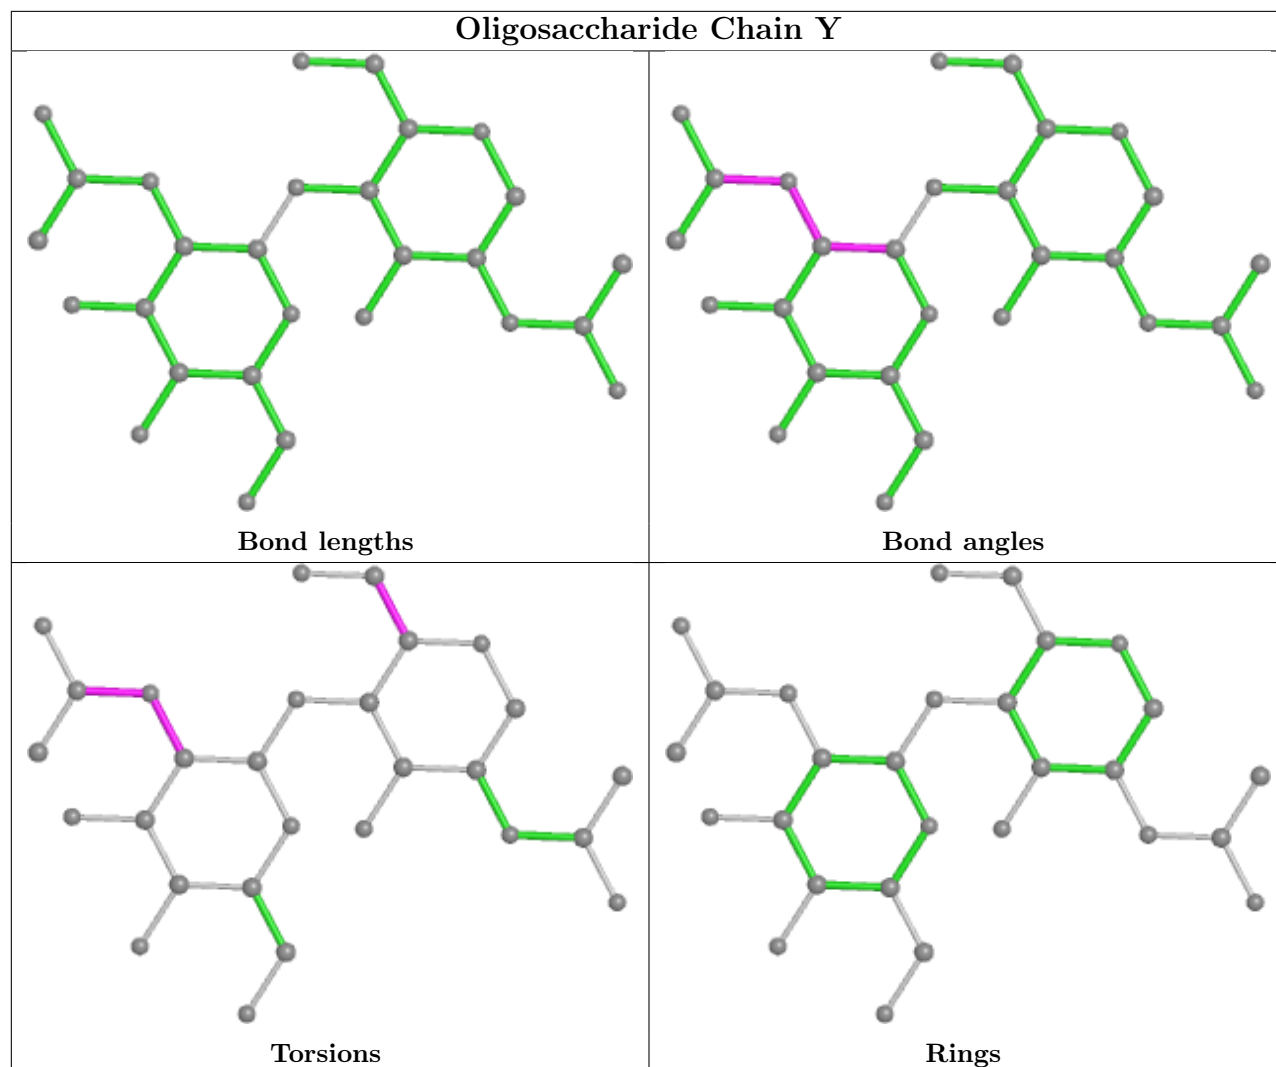 Oligosaccharide Chain Y
Bond lengths
Bond angles
Torsions
Rings